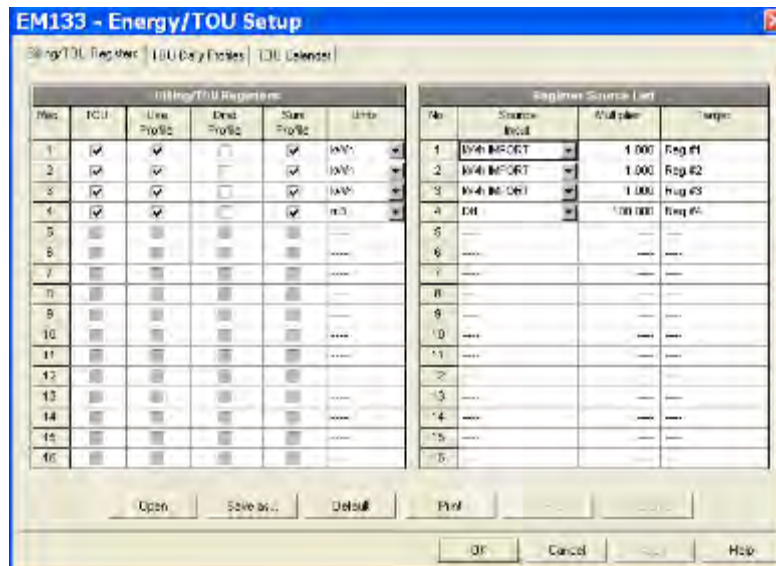 EM133 - Energy/TOU Setup
Billing/TOU Registers TOU Daily Profiles TOU Calendar
Billing/TOU Registers Register Source List
TOU Use Profile Dmd Profile Sum Profile Units No Source Input Multiplier Target
1 kWh 1 kWh IMPORT 1.000 Reg #1
2 kWh 2 kWh IMPORT 1.000 Reg #2
3 kWh 3 kWh IMPORT 1.000 Reg #3
4 m3 4 100.000 Reg #4
5 ---- 5 ---- ---- ----
6 ---- 6 ---- ---- ----
7 ---- 7 ---- ---- ----
8 ---- 8 ---- ---- ----
9 ---- 9 ---- ---- ----
10 ---- 10 ---- ---- ----
11 ---- 11 ---- ---- ----
12 ---- 12 ---- ---- ----
13 ---- 13 ---- ---- ----
14 ---- 14 ---- ---- ----
15 ---- 15 ---- ---- ----
16 ---- 16 ---- ---- ----
Open Save as... Default Print
OK Cancel Help